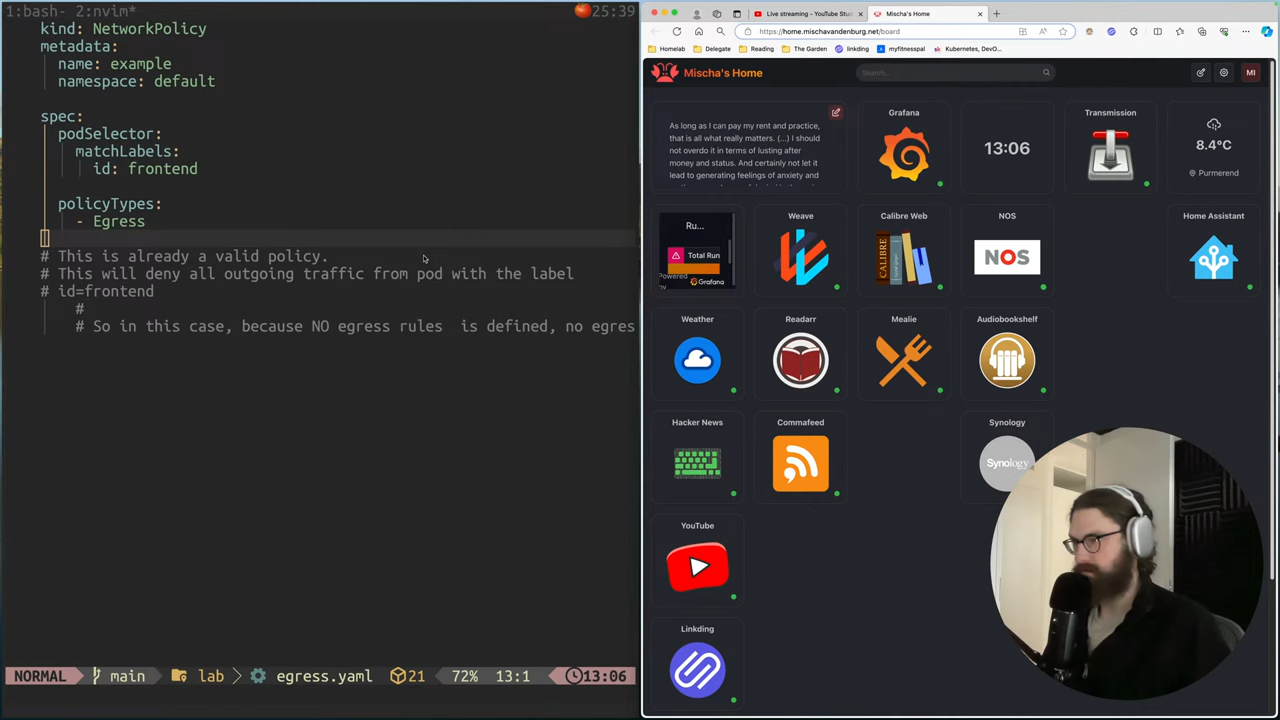 1:bash- 2:nvim*
25:39
kind: NetworkPolicy
metadata:
name: example
namespace: default
spec:
podSelector:
matchLabels:
id: frontend
policyTypes:
- Egress
# This is already a valid policy.
# This will deny all outgoing traffic from pod with the label
# id=frontend
#
# So in this case, because NO egress rules  is defined, no egres
NORMAL
main
lab
egress.yaml
21
72%
13:1
13:06
Live streaming - YouTube Stu
Mischa's Home
https://home.mischavandenburg.net/board
Homelab
Delegate
Reading
The Garden
linkding
myfitnesspal
Kubernetes, DevO...
Mischa's Home
Search...
MI
As long as I can pay my rent and practice,
that is all what really matters. (...) I should
not overdo it in terms of lusting after
money and status. And certainly not let it
lead to generating feelings of anxiety and
Grafana
13:06
Transmission
8.4°C
Purmerend
Ru...
Total Run
Powered
by
Grafana
Weave
Calibre Web
NOS
NOS
Home Assistant
Weather
Readarr
Mealie
Audiobookshelf
Hacker News
Commafeed
Synology
Synology
YouTube
Linkding